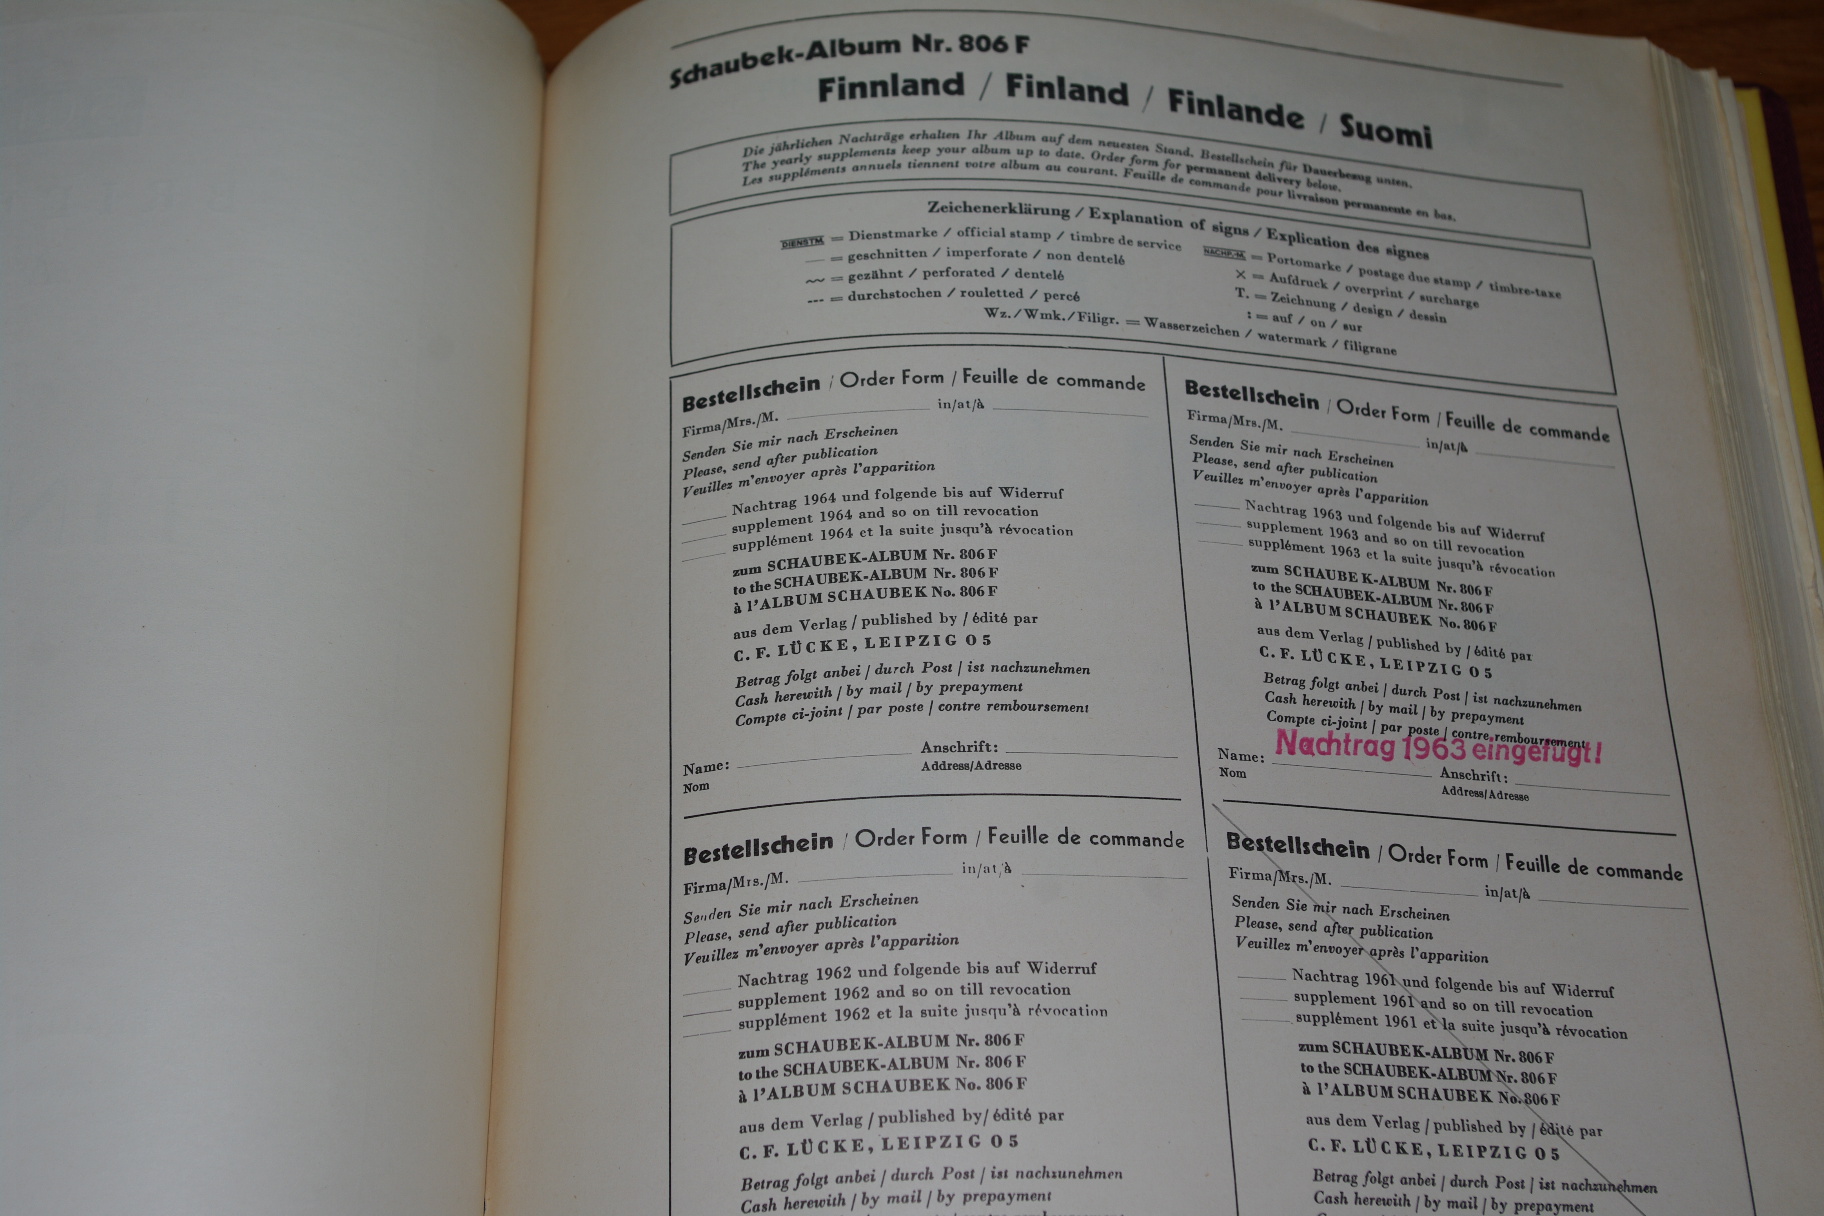 Schaubek-Album Nr. 806 F
Finnland / Finland / Finlande / Suomi
Die jährlichen Nachträge erhalten Ihr Album auf dem neuesten Stand. Bestellschein für Dauerbezug unten.
The yearly supplements keep your album up to date. Order form for permanent delivery below.
Les suppléments annuels tiennent votre album au courant. Feuille de commande pour livraison permanente en bas.
Zeichenerklärung / Explanation of signs / Explication des signes
DIENSTM. = Dienstmarke / official stamp / timbre de service
— = geschnitten / imperforate / non dentelé
~~ = gezähnt / perforated / dentelé
--- = durchstochen / rouletted / percé
NACHP.-M. = Portomarke / postage due stamp / timbre-taxe
× = Aufdruck / overprint / surcharge
T. = Zeichnung / design / dessin
: = auf / on / sur
Wz./Wmk./Filigr. = Wasserzeichen / watermark / filigrane
Bestellschein / Order Form / Feuille de commande
Firma/Mrs./M. in/at/à
Senden Sie mir nach Erscheinen
Please, send after publication
Veuillez m'envoyer après l'apparition
Nachtrag 1964 und folgende bis auf Widerruf
supplement 1964 and so on till revocation
supplément 1964 et la suite jusqu'à révocation
zum SCHAUBEK-ALBUM Nr. 806 F
to the SCHAUBEK-ALBUM Nr. 806 F
à l'ALBUM SCHAUBEK No. 806 F
aus dem Verlag / published by / édité par
C. F. LÜCKE, LEIPZIG O 5
Betrag folgt anbei / durch Post / ist nachzunehmen
Cash herewith / by mail / by prepayment
Compte ci-joint / par poste / contre remboursement
Name: Anschrift:
Nom Address/Adresse
Bestellschein / Order Form / Feuille de commande
Firma/Mrs./M. in/at/à
Senden Sie mir nach Erscheinen
Please, send after publication
Veuillez m'envoyer après l'apparition
Nachtrag 1963 und folgende bis auf Widerruf
supplement 1963 and so on till revocation
supplément 1963 et la suite jusqu'à révocation
zum SCHAUBEK-ALBUM Nr. 806 F
to the SCHAUBEK-ALBUM Nr. 806 F
à l'ALBUM SCHAUBEK No. 806 F
aus dem Verlag / published by / édité par
C. F. LÜCKE, LEIPZIG O 5
Betrag folgt anbei / durch Post / ist nachzunehmen
Cash herewith / by mail / by prepayment
Compte ci-joint / par poste / contre remboursement
Nachtrag 1963 eingefügt!
Name: Anschrift:
Nom Address/Adresse
Bestellschein / Order Form / Feuille de commande
Firma/Mrs./M. in/at/à
Senden Sie mir nach Erscheinen
Please, send after publication
Veuillez m'envoyer après l'apparition
Nachtrag 1962 und folgende bis auf Widerruf
supplement 1962 and so on till revocation
supplément 1962 et la suite jusqu'à révocation
zum SCHAUBEK-ALBUM Nr. 806 F
to the SCHAUBEK-ALBUM Nr. 806 F
à l'ALBUM SCHAUBEK No. 806 F
aus dem Verlag / published by / édité par
C. F. LÜCKE, LEIPZIG O 5
Betrag folgt anbei / durch Post / ist nachzunehmen
Cash herewith / by mail / by prepayment
Bestellschein / Order Form / Feuille de commande
Firma/Mrs./M. in/at/à
Senden Sie mir nach Erscheinen
Please, send after publication
Veuillez m'envoyer après l'apparition
Nachtrag 1961 und folgende bis auf Widerruf
supplement 1961 and so on till revocation
supplément 1961 et la suite jusqu'à révocation
zum SCHAUBEK-ALBUM Nr. 806 F
to the SCHAUBEK-ALBUM Nr. 806 F
à l'ALBUM SCHAUBEK No. 806 F
aus dem Verlag / published by / édité par
C. F. LÜCKE, LEIPZIG O 5
Betrag folgt anbei / durch Post / ist nachzunehmen
Cash herewith / by mail / by prepayment